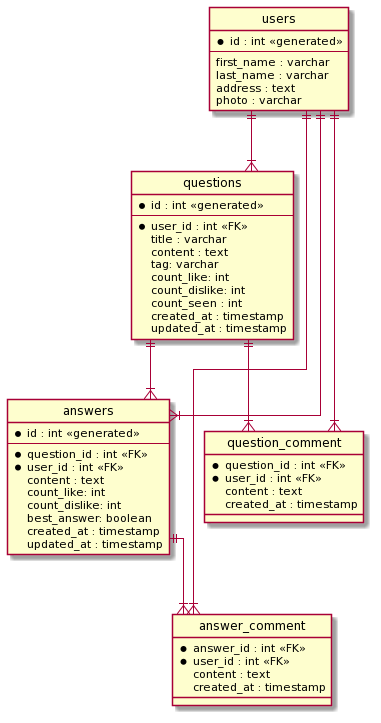 users
id : int «generated»
first_name : varchar
last_name : varchar
address : text
photo : varchar
questions
id : int «generated»
user_id : int «FK»
title : varchar
content : text
tag: varchar
count_like: int
count_dislike: int
count_seen : int
created_at : timestamp
updated_at : timestamp
answers
id : int «generated»
question_id : int «FK»
user_id : int «FK»
content : text
count_like: int
count_dislike: int
best_answer: boolean
created_at : timestamp
updated_at : timestamp
question_comment
question_id : int «FK»
user_id : int «FK»
content : text
created_at : timestamp
answer_comment
answer_id : int «FK»
user_id : int «FK»
content : text
created_at : timestamp